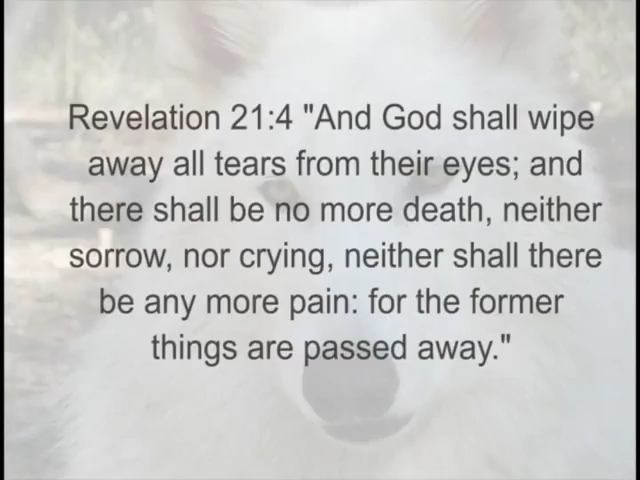 Revelation 21:4 "And God shall wipe
away all tears from their eyes; and
there shall be no more death, neither
sorrow, nor crying, neither shall there
be any more pain: for the former
things are passed away."